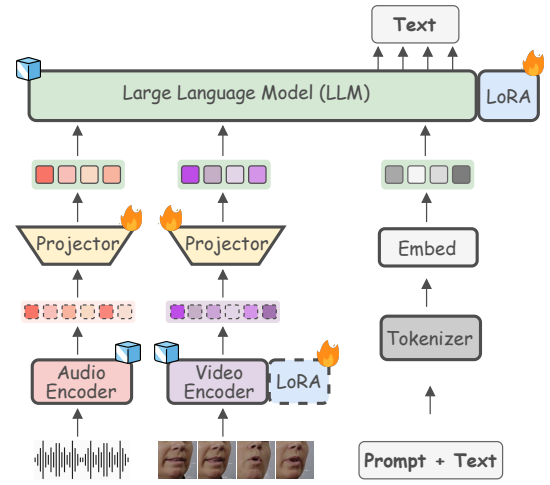 Text
Large Language Model (LLM)
LoRA
Projector
Projector
Embed
Tokenizer
Audio
Encoder
Video
Encoder
LoRA
Prompt + Text